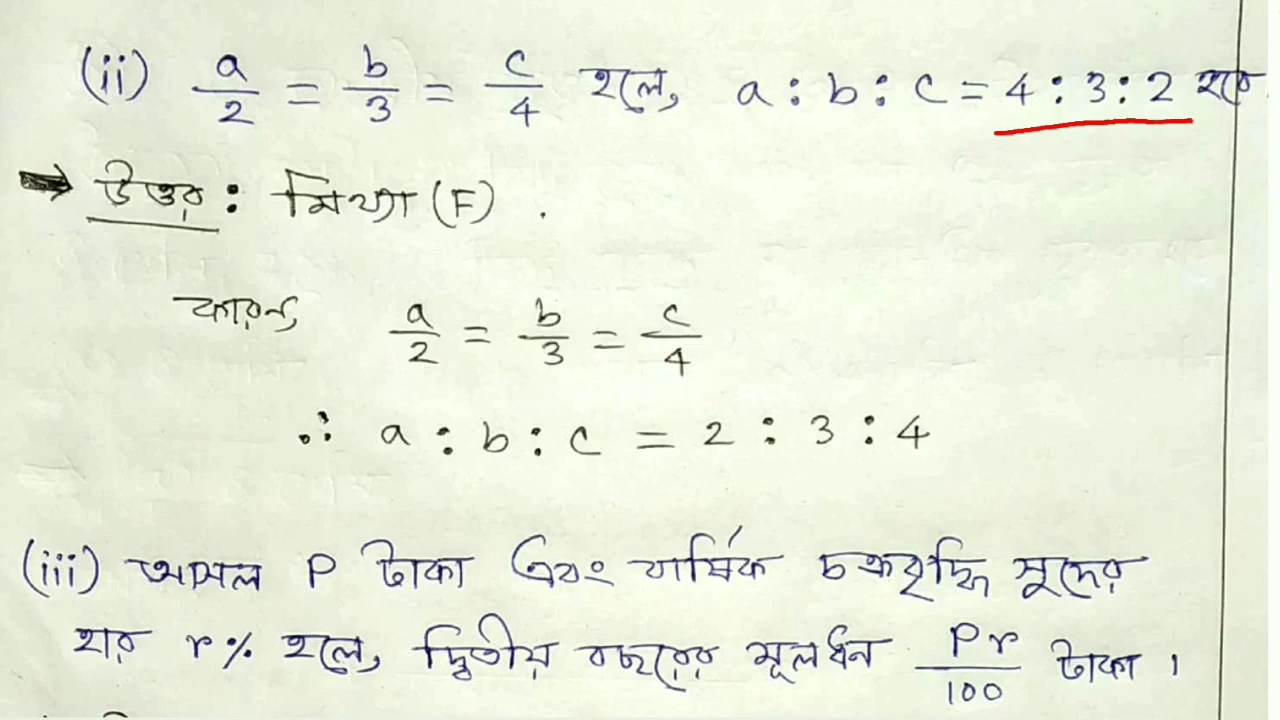 (ii) a/2 = b/3 = c/4 হলে, a : b : c = 4 : 3 : 2 হবে
উত্তর : মিথ্যা (F) .
কারন, a/2 = b/3 = c/4
∴ a : b : c = 2 : 3 : 4
(iii) আসল P টাকা এবং বার্ষিক চক্রবৃদ্ধি সুদের
হার r% হলে, দ্বিতীয় বছরের মূলধন Pr/100 টাকা ।